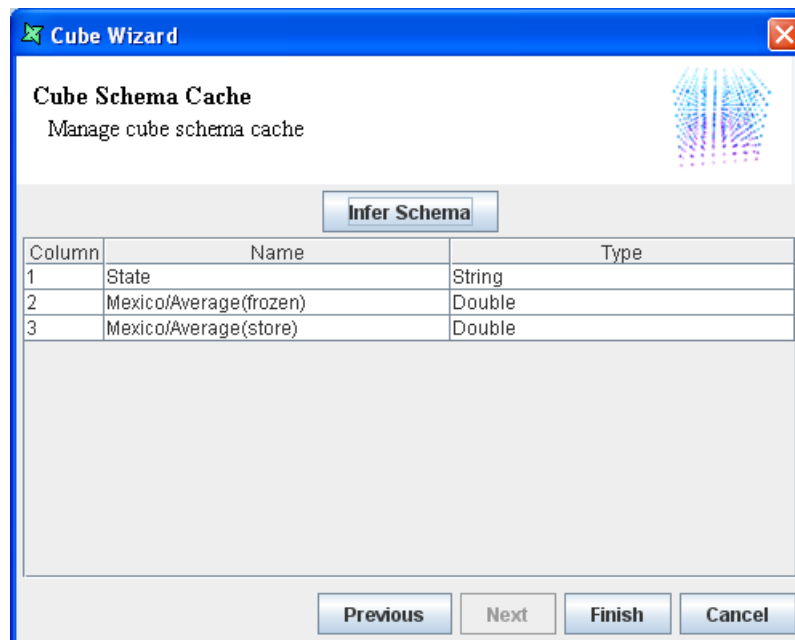 Cube Wizard
Cube Schema Cache
Manage cube schema cache
Infer Schema
Column Name Type
1 State String
2 Mexico/Average(frozen) Double
3 Mexico/Average(store) Double
Previous Next Finish Cancel